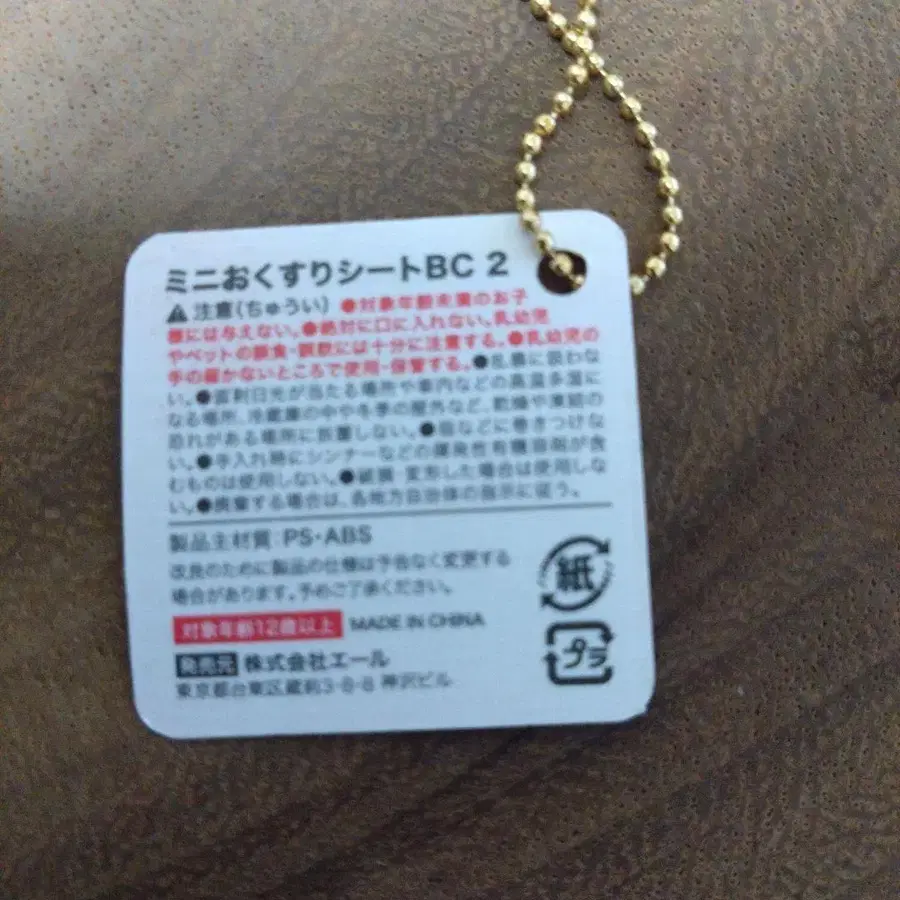 ミニおくすりシートBC 2
⚠注意(ちゅうい) ●対象年齢未満のお子
様には与えない。●絶対に口に入れない。乳幼児
やペットの誤食・誤飲には十分に注意する。●乳幼児の
手の届かないところで使用・保管する。●乱暴に扱わな
い。●直射日光が当たる場所や車内などの高温多湿に
なる場所、冷蔵庫の中や冬季の屋外など、乾燥や凍結の
恐れがある場所に放置しない。●指などに巻きつけな
い。●手入れ時にシンナーなどの揮発性有機溶剤が含
むものは使用しない。●破損 変形した場合は使用しな
い。●廃棄する場合は、各地方自治体の指示に従う。
製品主材質:PS・ABS
改良のために製品の仕様は予告なく変更する
場合があります。予めご了承ください。
対象年齢12歳以上 MADE IN CHINA
発売元 株式会社エール
東京都台東区蔵前3-8-8 神沢ビル
紙
プラ